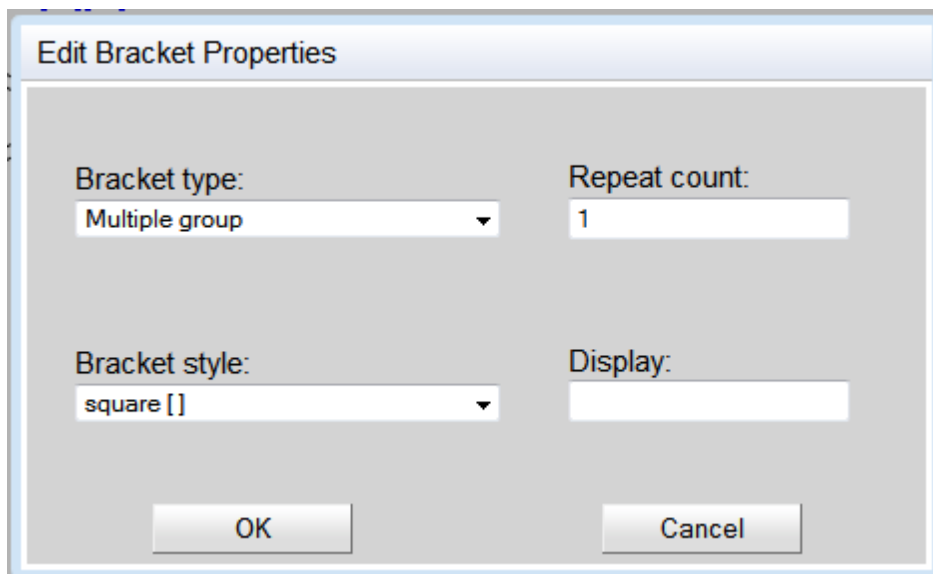 Edit Bracket Properties
Bracket type: Repeat count:
Multiple group 1
Bracket style: Display:
square [ ]
OK Cancel